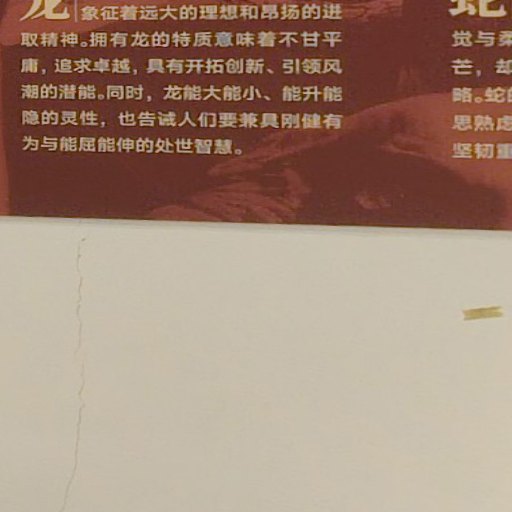 龙 象征着远大的理想和昂扬的进
取精神。拥有龙的特质意味着不甘平
庸，追求卓越，具有开拓创新、引领风
潮的潜能。同时，龙能大能小、能升能
隐的灵性，也告诫人们要兼具刚健有
为与能屈能伸的处世智慧。
蛇
觉与柔
芒，却
略。蛇的
思熟虑
坚韧重